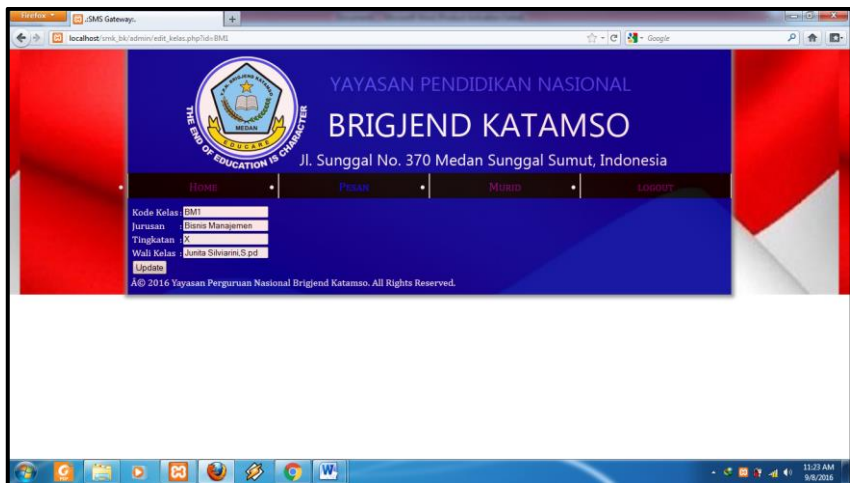 Firefox
.:SMS Gateway:.
localhost/smk_bk/admin/edit_kelas.php?id=BM1
Google
MEDAN
EDUCARE
THE END OF EDUCATION IS CHARACTER
YAYASAN PENDIDIKAN NASIONAL
BRIGJEND KATAMSO
Jl. Sunggal No. 370 Medan Sunggal Sumut, Indonesia
HOME
PESAN
MURID
LOGOUT
Kode Kelas : BM1
Jurusan : Bisnis Manajemen
Tingkatan : X
Wali Kelas : Junita Silviarini,S.pd
Update
Â© 2016 Yayasan Perguruan Nasional Brigjend Katamso. All Rights Reserved.
11:23 AM
9/8/2016